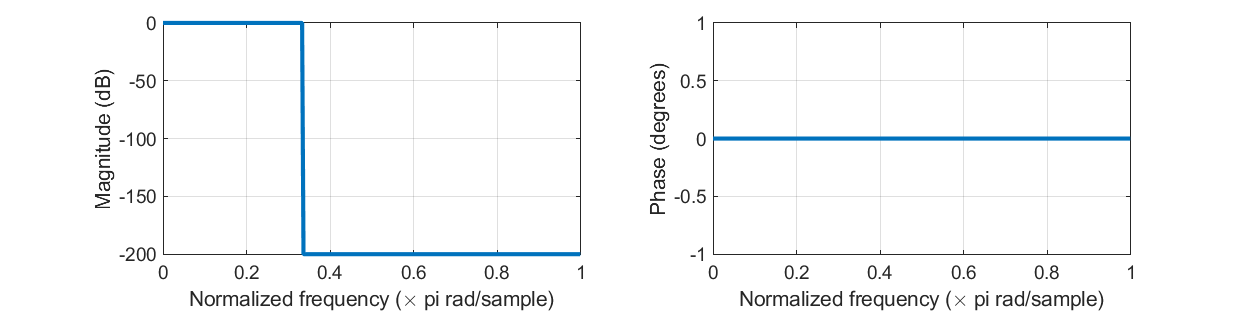 0
-50
-100
-150
-200
Magnitude (dB)
0 0.2 0.4 0.6 0.8 1
Normalized frequency (× pi rad/sample)
1
0.5
0
-0.5
-1
Phase (degrees)
0 0.2 0.4 0.6 0.8 1
Normalized frequency (× pi rad/sample)